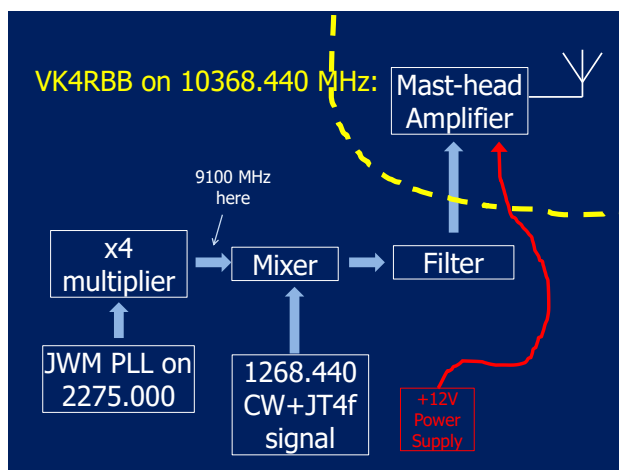 VK4RBB on 10368.440 MHz:
Mast-head
Amplifier
9100 MHz
here
x4
multiplier
Mixer
Filter
JWM PLL on
2275.000
1268.440
CW+JT4f
signal
+12V
Power
Supply